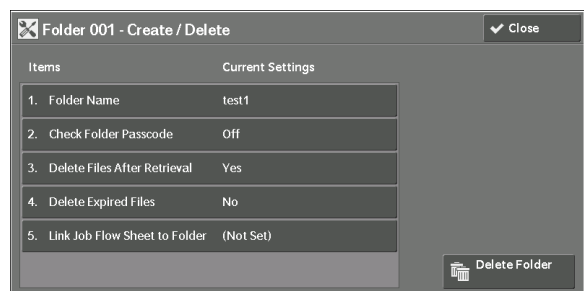 Folder 001 - Create / Delete
Close
Items Current Settings
1. Folder Name test1
2. Check Folder Passcode Off
3. Delete Files After Retrieval Yes
4. Delete Expired Files No
5. Link Job Flow Sheet to Folder (Not Set)
Delete Folder